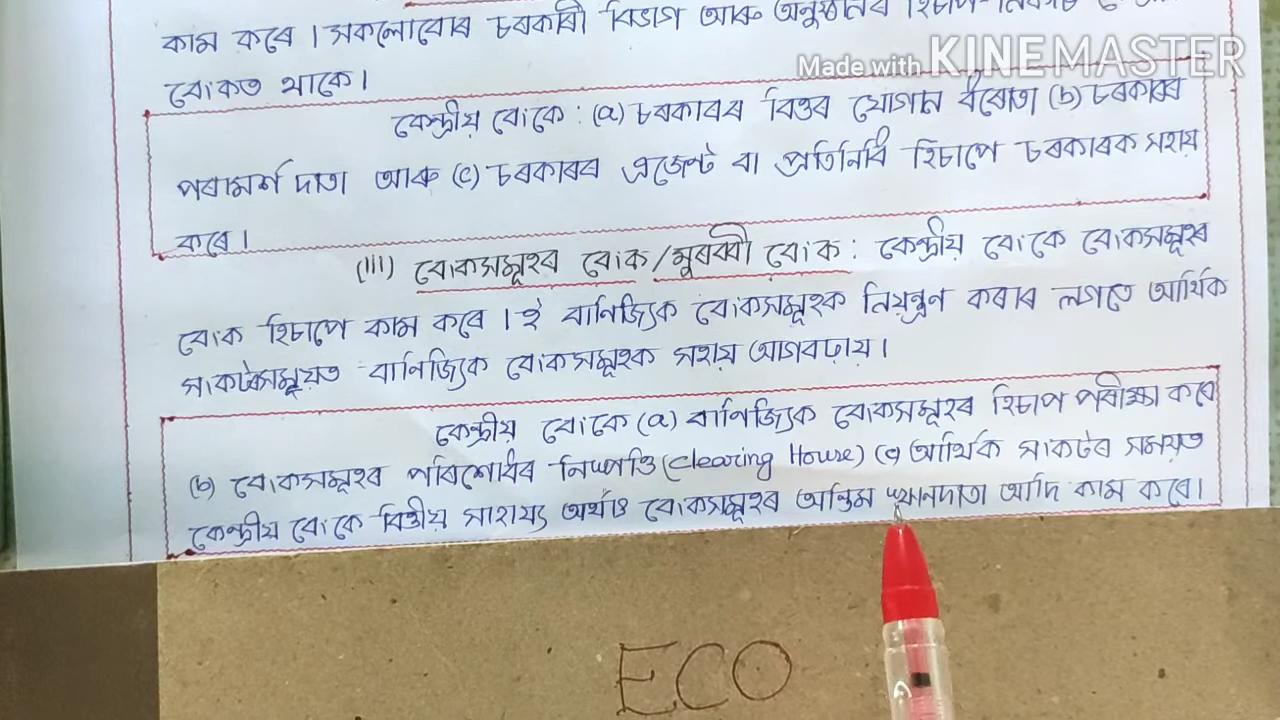 কাম কৰে । সকলোবোৰ চৰকাৰী বিভাগ আৰু অনুষ্ঠানৰ হিচাপ-নিকাচ
Made with KINEMASTER
বেংকত থাকে।
কেন্দ্ৰীয় বেংকে : (a) চৰকাৰৰ বিত্তৰ যোগান ধৰোতা (b) চৰকাৰৰ
পৰামৰ্শ দাতা আৰু (c) চৰকাৰৰ এজেণ্ট বা প্ৰতিনিধি হিচাপে চৰকাৰক সহায়
কৰে।
(III) বেংকসমূহৰ বেংক /মুৰব্বী বেংক : কেন্দ্ৰীয় বেংকে বেংকসমূহৰ
বেংক হিচাপে কাম কৰে । ই বাণিজ্যিক বেংকসমূহক নিয়ন্ত্ৰণ কৰাৰ লগতে আৰ্থিক
সংকটসমূহত বাণিজ্যিক বেংকসমূহক সহায় আগবঢ়ায়।
কেন্দ্ৰীয় বেংকে (a) বাণিজ্যিক বেংকসমূহৰ হিচাপ পৰীক্ষা কৰে
(b) বেংকসমূহৰ পৰিশোধৰ নিষ্পত্তি (Clearing House) (c) আৰ্থিক সংকটৰ সময়ত
কেন্দ্ৰীয় বেংকে বিত্তীয় সাহায্য অৰ্থাৎ বেংকসমূহৰ অন্তিম ঋণদাতা আদি কাম কৰে।
ECO